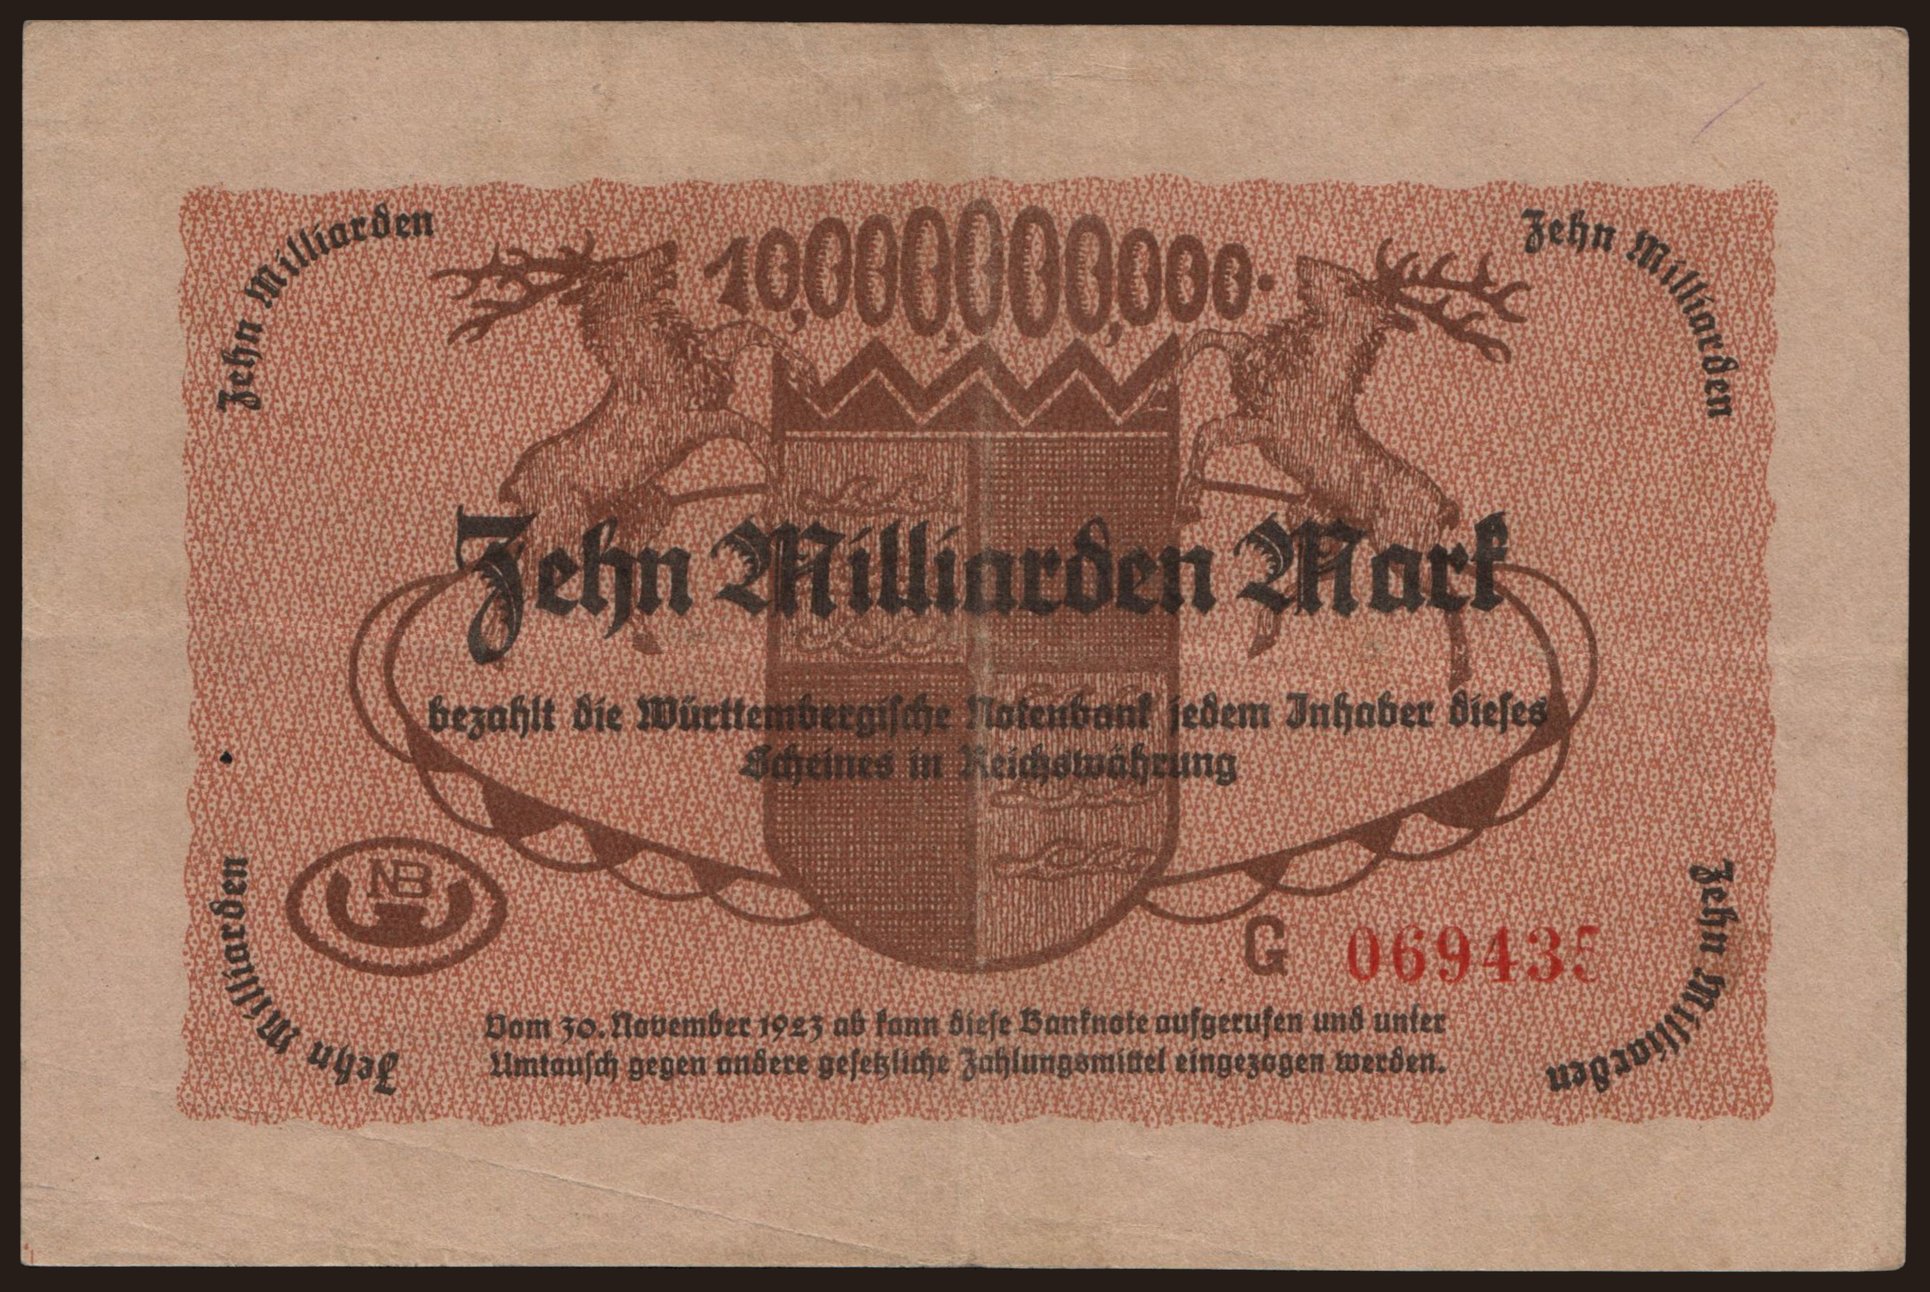 Zehn Milliarden
10,000,000,000.
Zehn Milliarden
Zehn Milliarden Mark
bezahlt die Württembergische Notenbank jedem Inhaber dieses
Scheines in Reichswährung
NB
G 069435
Zehn Milliarden
Zehn Milliarden
Vom 30. November 1923 ab kann diese Banknote aufgerufen und unter
Umtausch gegen andere gesetzliche Zahlungsmittel eingezogen werden.